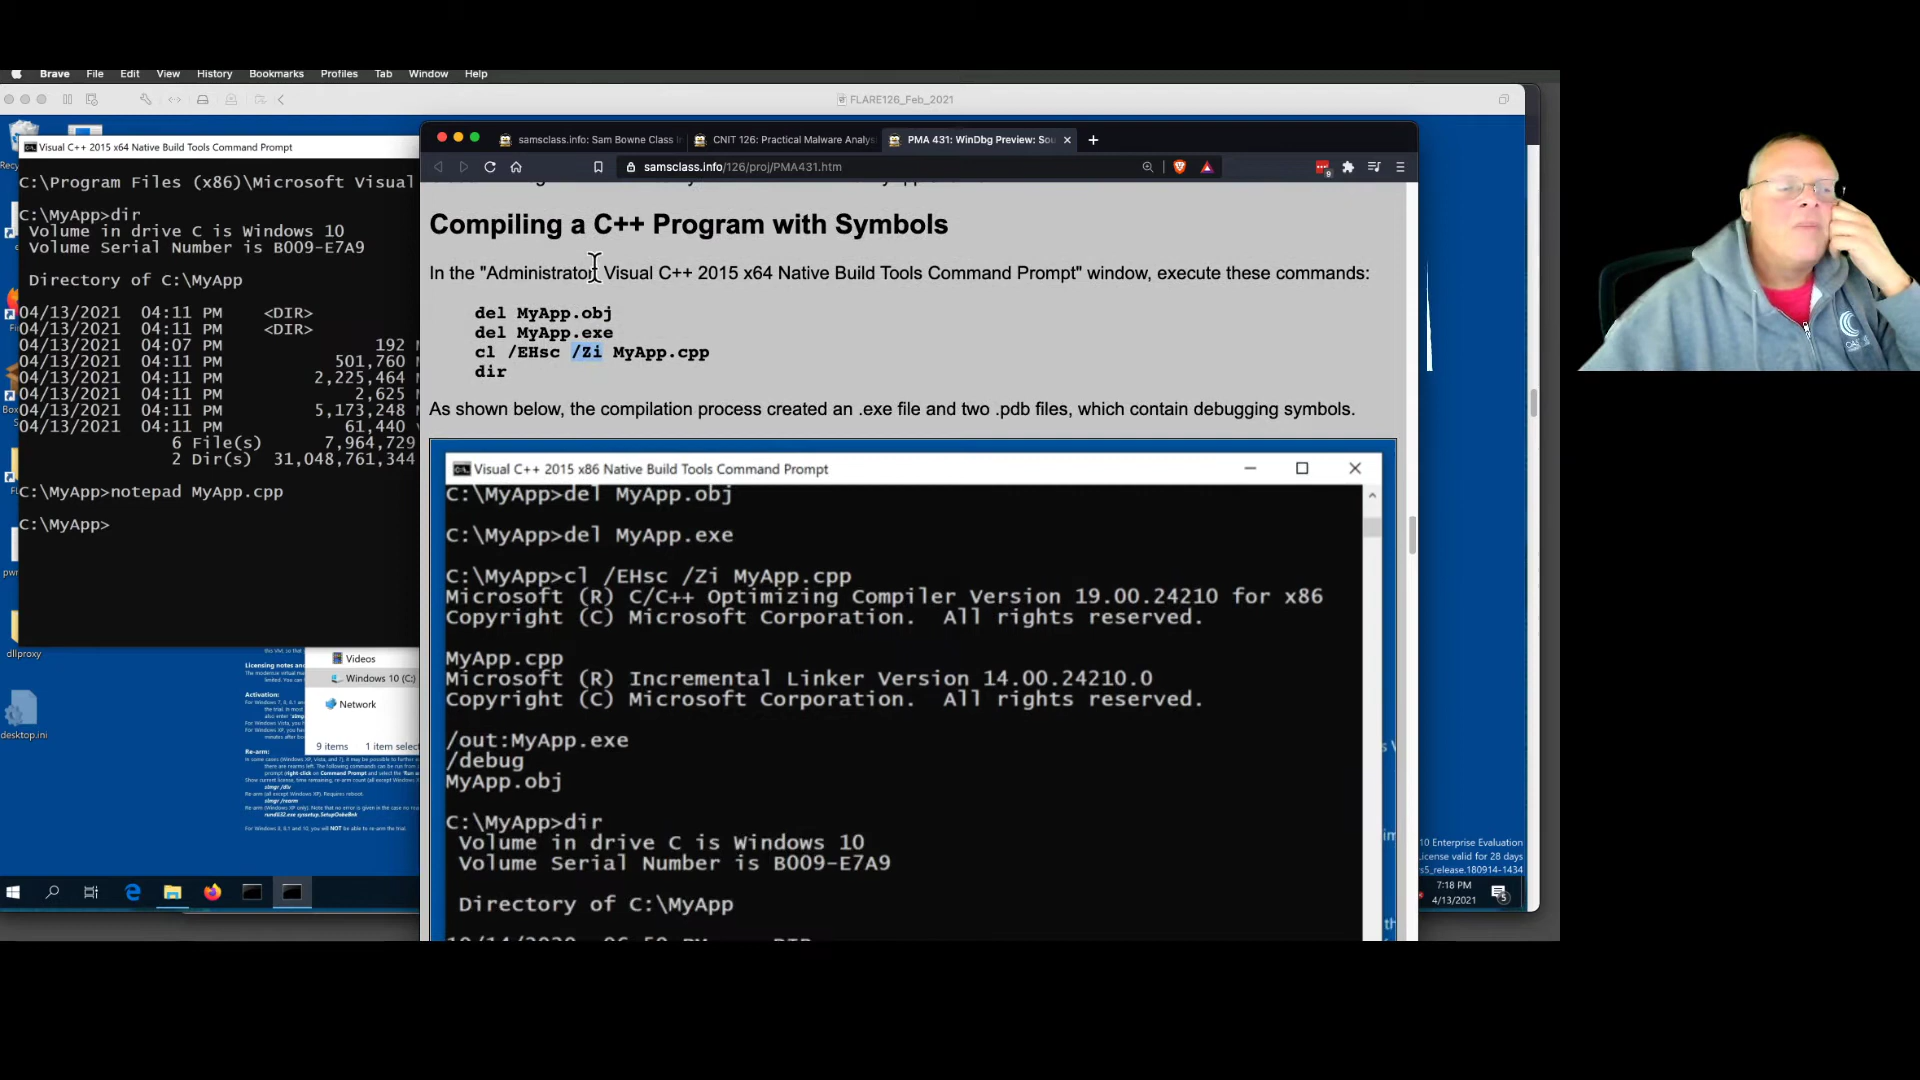 Brave File Edit View History Bookmarks Profiles Tab Window Help
FLARE126_Feb_2021
Visual C++ 2015 x64 Native Build Tools Command Prompt
C:\Program Files (x86)\Microsoft Visual
C:\MyApp>dir
Volume in drive C is Windows 10
Volume Serial Number is B009-E7A9
Directory of C:\MyApp
04/13/2021 04:11 PM <DIR>
04/13/2021 04:11 PM <DIR>
04/13/2021 04:07 PM 192
04/13/2021 04:11 PM 501,760
04/13/2021 04:11 PM 2,225,464
04/13/2021 04:11 PM 2,625
04/13/2021 04:11 PM 5,173,248
04/13/2021 04:11 PM 61,440
6 File(s) 7,964,729
2 Dir(s) 31,048,761,344
C:\MyApp>notepad MyApp.cpp
C:\MyApp>
dllproxy
desktop.ini
Videos
Windows 10 (C:)
Network
9 items 1 item select
Licensing notes and
Activation:
Re-arm:
samsclass.info: Sam Bowne Class
CNIT 126: Practical Malware Analys
PMA 431: WinDbg Preview: Sou
samsclass.info/126/proj/PMA431.htm
Compiling a C++ Program with Symbols
In the "Administrator: Visual C++ 2015 x64 Native Build Tools Command Prompt" window, execute these commands:
del MyApp.obj
del MyApp.exe
cl /EHsc /Zi MyApp.cpp
dir
As shown below, the compilation process created an .exe file and two .pdb files, which contain debugging symbols.
Visual C++ 2015 x86 Native Build Tools Command Prompt
C:\MyApp>del MyApp.obj
C:\MyApp>del MyApp.exe
C:\MyApp>cl /EHsc /Zi MyApp.cpp
Microsoft (R) C/C++ Optimizing Compiler Version 19.00.24210 for x86
Copyright (C) Microsoft Corporation. All rights reserved.
MyApp.cpp
Microsoft (R) Incremental Linker Version 14.00.24210.0
Copyright (C) Microsoft Corporation. All rights reserved.
/out:MyApp.exe
/debug
MyApp.obj
C:\MyApp>dir
Volume in drive C is Windows 10
Volume Serial Number is B009-E7A9
Directory of C:\MyApp
10 Enterprise Evaluation
License valid for 28 days
rs5_release.180914-1434
7:18 PM
4/13/2021